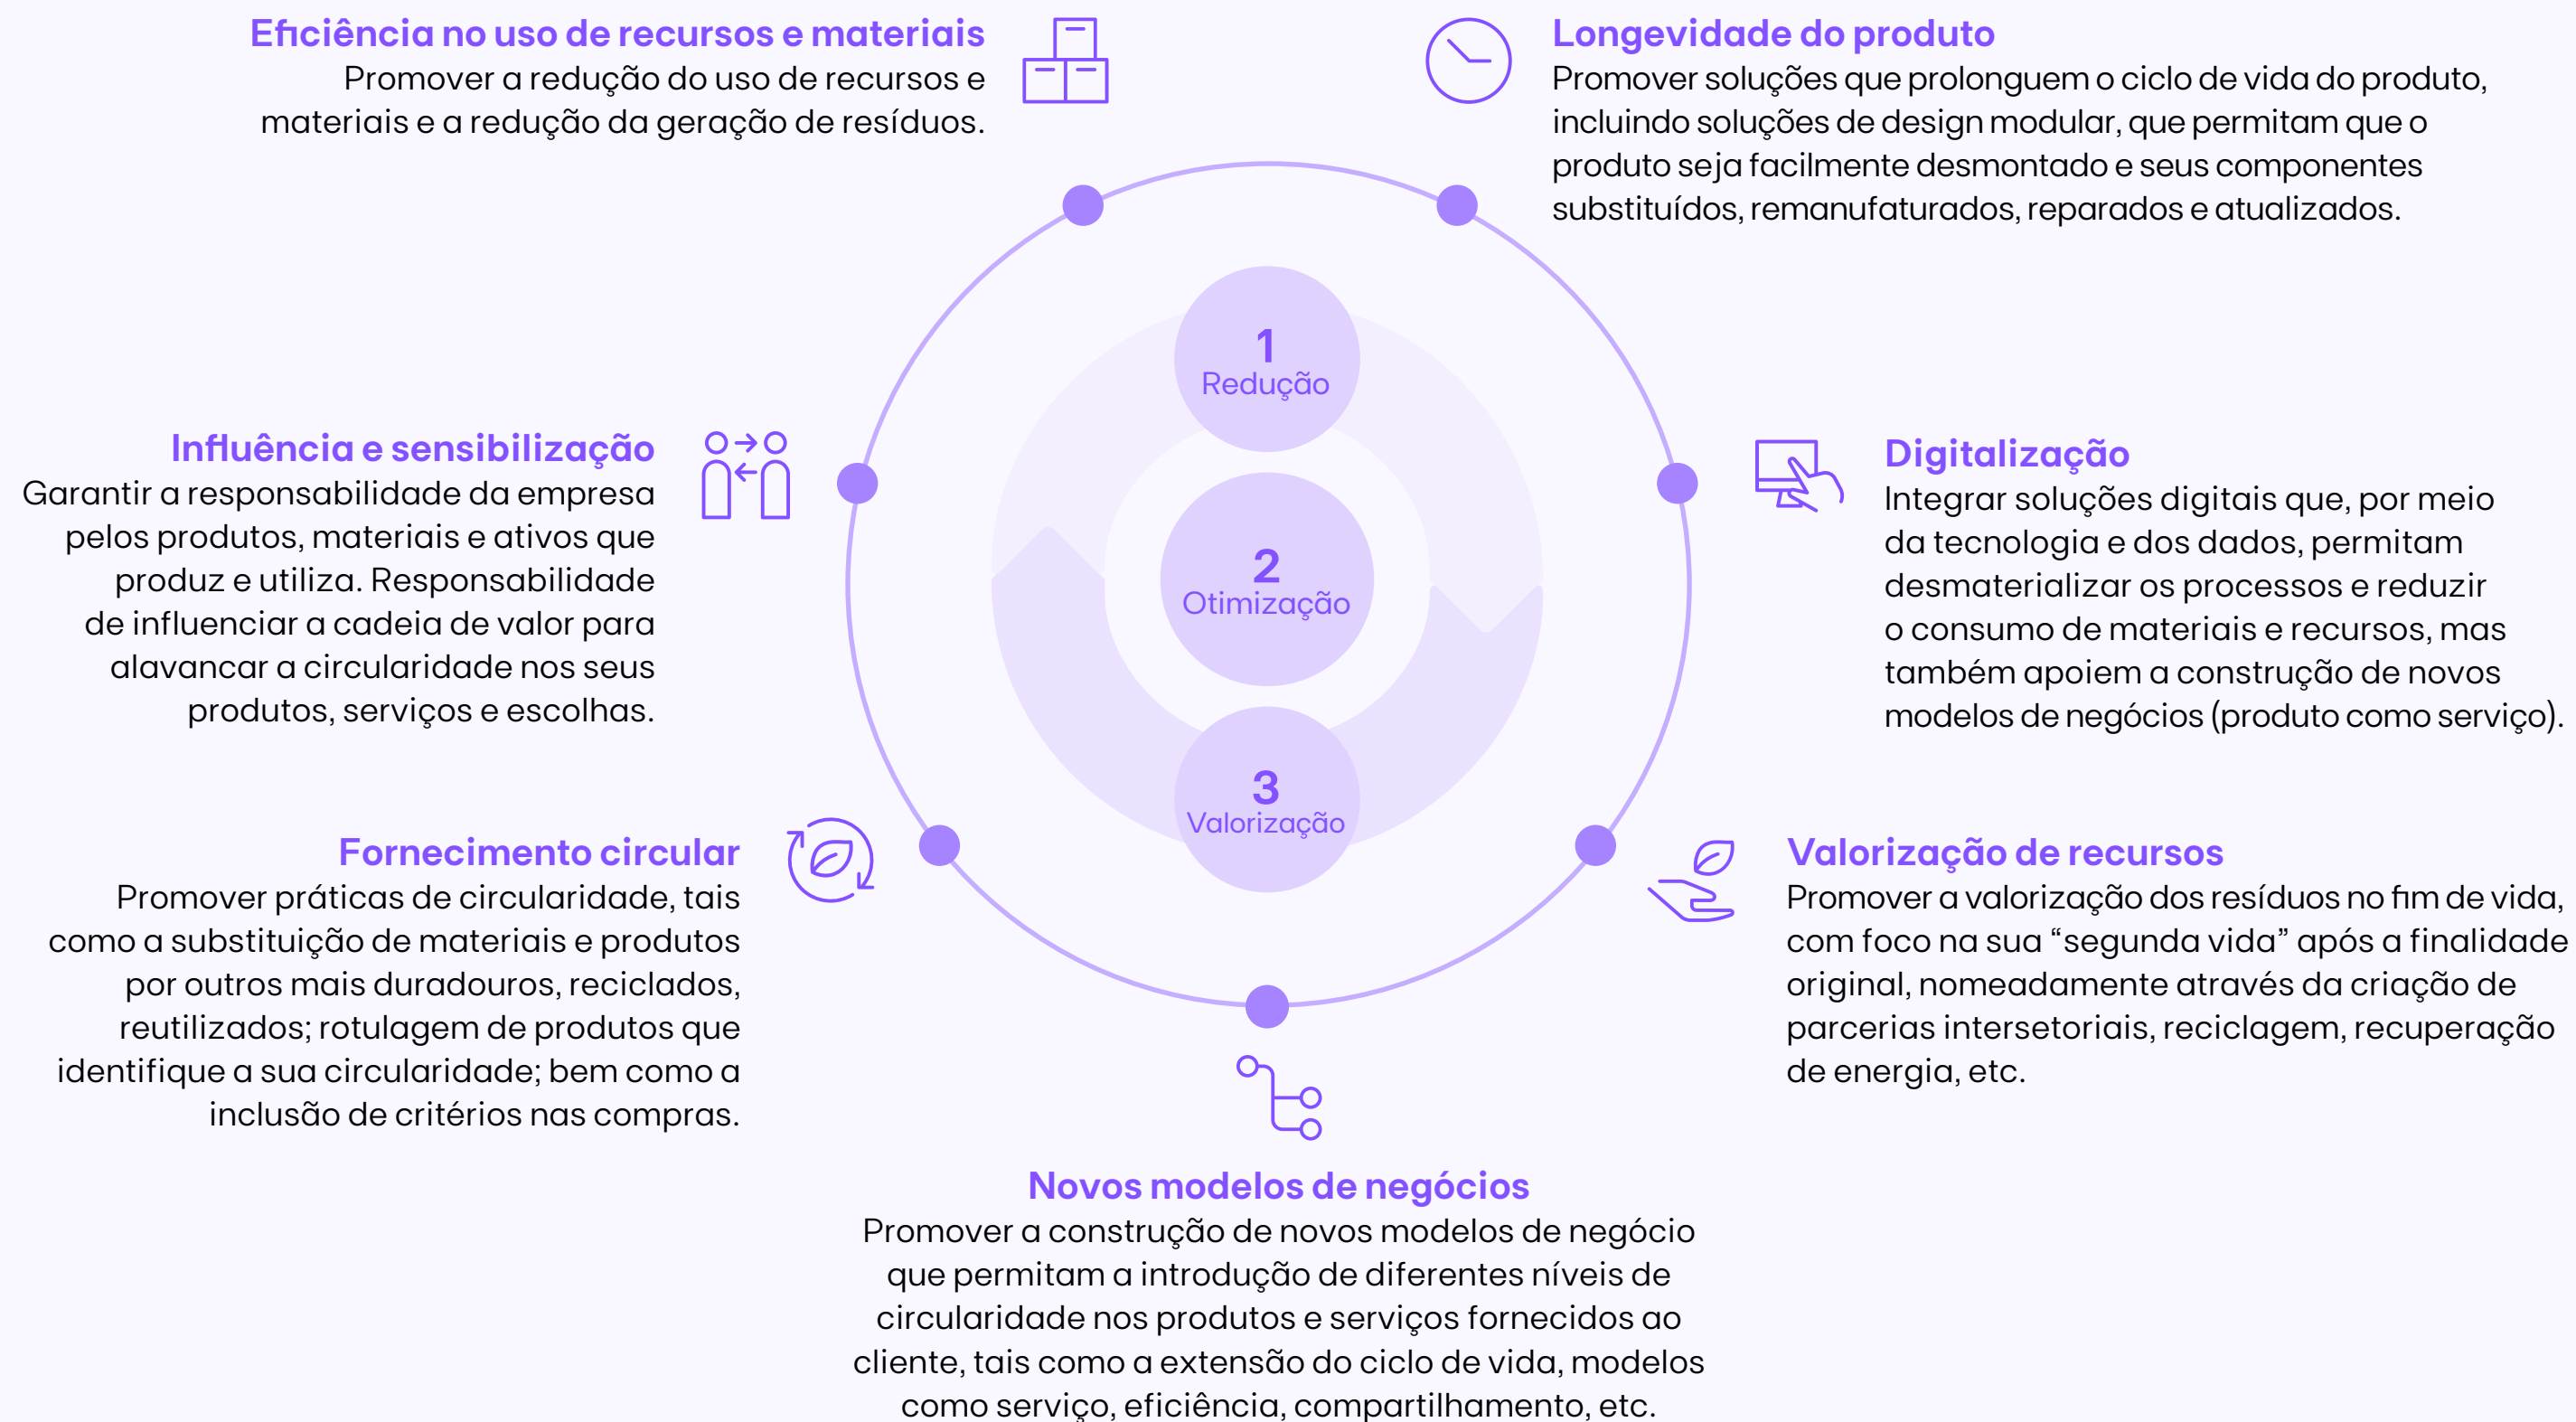 Eficiência no uso de recursos e materiais
Promover a redução do uso de recursos e
materiais e a redução da geração de resíduos.
Longevidade do produto
Promover soluções que prolonguem o ciclo de vida do produto,
incluindo soluções de design modular, que permitam que o
produto seja facilmente desmontado e seus componentes
substituídos, remanufaturados, reparados e atualizados.
1
Redução
2
Otimização
3
Valorização
Influência e sensibilização
Garantir a responsabilidade da empresa
pelos produtos, materiais e ativos que
produz e utiliza. Responsabilidade
de influenciar a cadeia de valor para
alavancar a circularidade nos seus
produtos, serviços e escolhas.
Digitalização
Integrar soluções digitais que, por meio
da tecnologia e dos dados, permitam
desmaterializar os processos e reduzir
o consumo de materiais e recursos, mas
também apoiem a construção de novos
modelos de negócios (produto como serviço).
Fornecimento circular
Promover práticas de circularidade, tais
como a substituição de materiais e produtos
por outros mais duradouros, reciclados,
reutilizados; rotulagem de produtos que
identifique a sua circularidade; bem como a
inclusão de critérios nas compras.
Valorização de recursos
Promover a valorização dos resíduos no fim de vida,
com foco na sua “segunda vida” após a finalidade
original, nomeadamente através da criação de
parcerias intersetoriais, reciclagem, recuperação
de energia, etc.
Novos modelos de negócios
Promover a construção de novos modelos de negócio
que permitam a introdução de diferentes níveis de
circularidade nos produtos e serviços fornecidos ao
cliente, tais como a extensão do ciclo de vida, modelos
como serviço, eficiência, compartilhamento, etc.